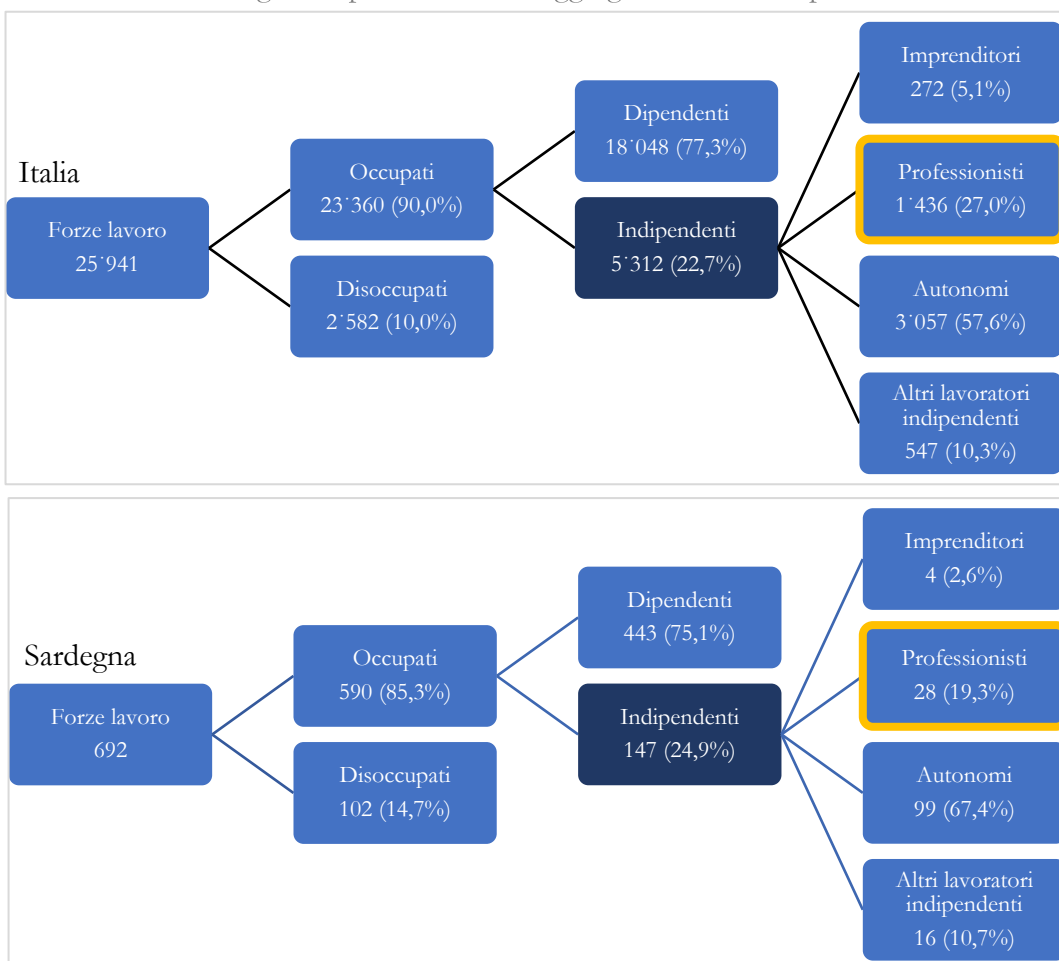 Italia
Forze lavoro
25˙941
Occupati
23˙360 (90,0%)
Disoccupati
2˙582 (10,0%)
Dipendenti
18˙048 (77,3%)
Indipendenti
5˙312 (22,7%)
Imprenditori
272 (5,1%)
Professionisti
1˙436 (27,0%)
Autonomi
3˙057 (57,6%)
Altri lavoratori
indipendenti
547 (10,3%)
Sardegna
Forze lavoro
692
Occupati
590 (85,3%)
Disoccupati
102 (14,7%)
Dipendenti
443 (75,1%)
Indipendenti
147 (24,9%)
Imprenditori
4 (2,6%)
Professionisti
28 (19,3%)
Autonomi
99 (67,4%)
Altri lavoratori
indipendenti
16 (10,7%)